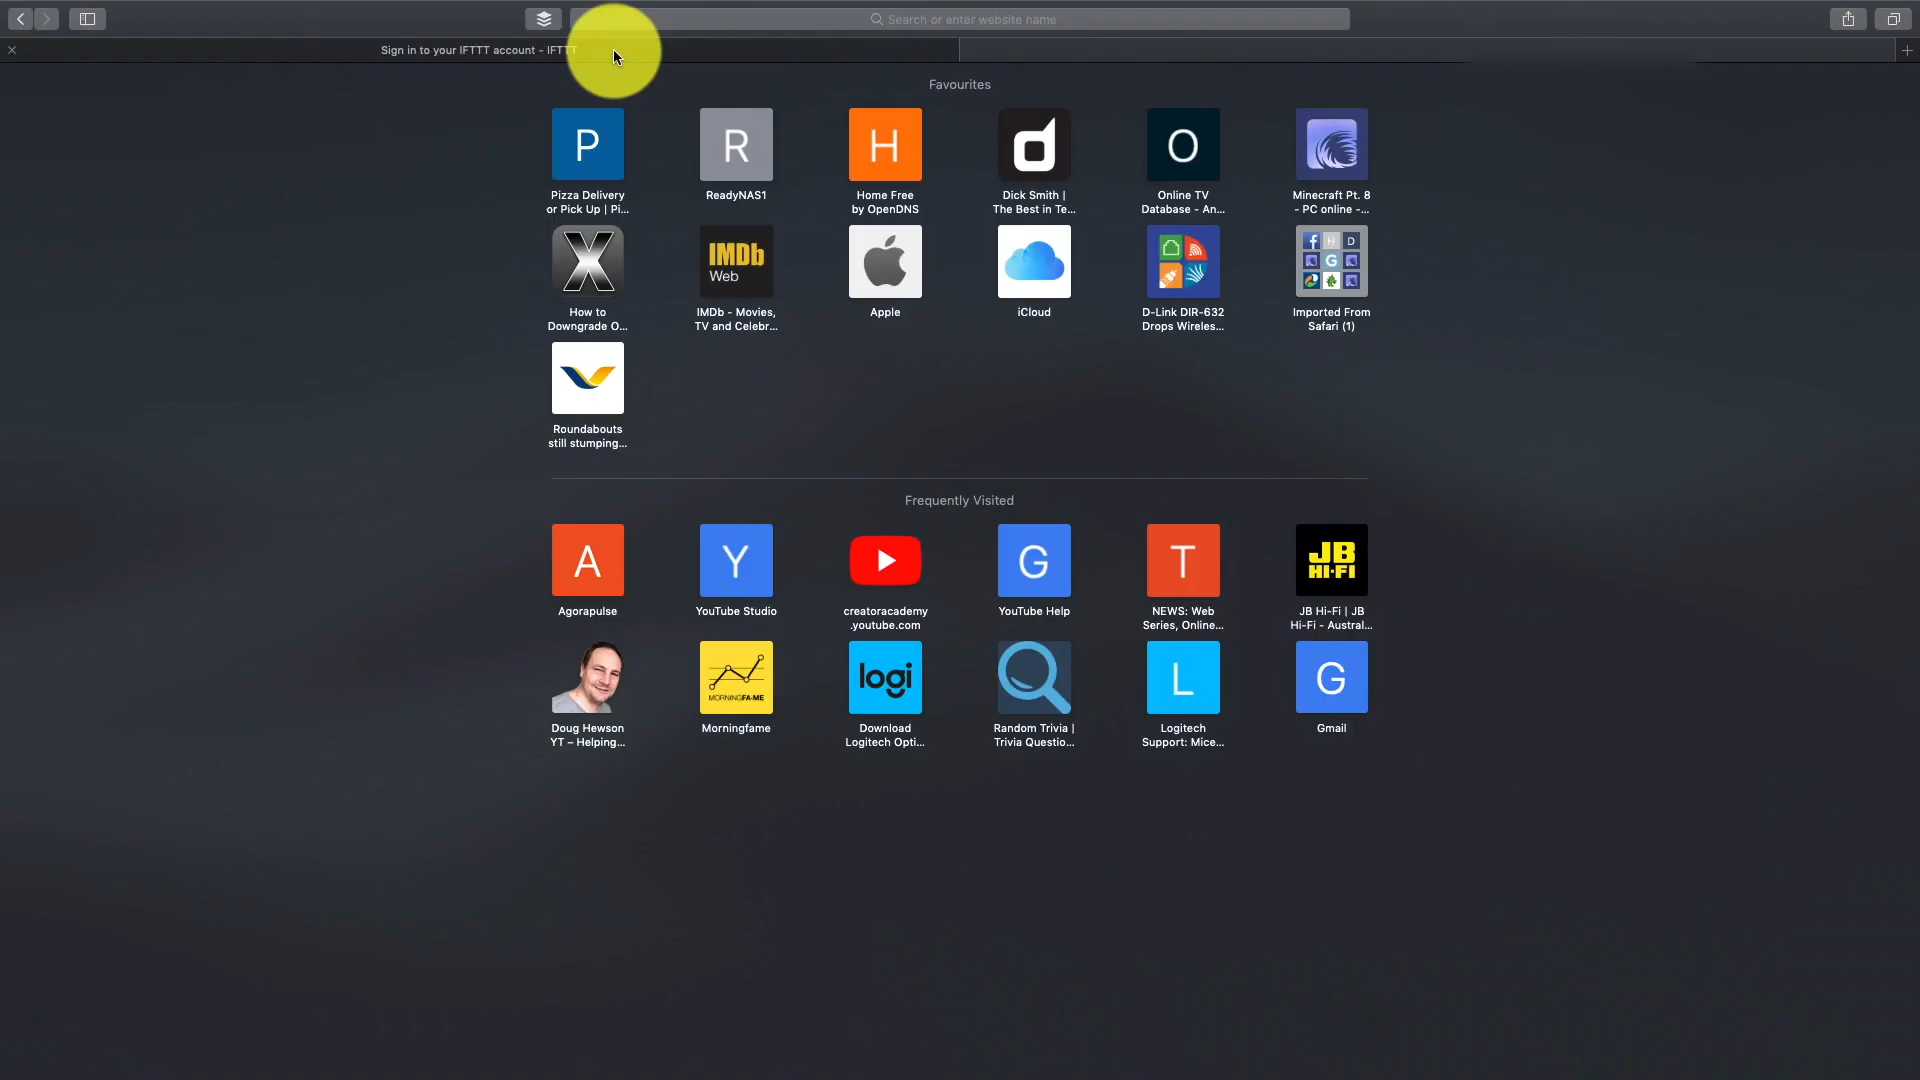 Search or enter website name
Sign in to your IFTTT account - IFTTT
Favourites
P
R
H
d
O
Pizza Delivery
or Pick Up | Pi...
ReadyNAS1
Home Free
by OpenDNS
Dick Smith |
The Best in Te...
Online TV
Database - An...
Minecraft Pt. 8
- PC online -...
X
IMDb
Web
f H D
G
How to
Downgrade O...
IMDb - Movies,
TV and Celebr...
Apple
iCloud
D-Link DIR-632
Drops Wireles...
Imported From
Safari (1)
Roundabouts
still stumping...
Frequently Visited
A
Y
G
T
JB
HI-FI
Agorapulse
YouTube Studio
creatoracademy
.youtube.com
YouTube Help
NEWS: Web
Series, Online...
JB Hi-Fi | JB
Hi-Fi - Austral...
MORNINGFA·ME
logi
L
G
Doug Hewson
YT – Helping...
Morningfame
Download
Logitech Opti...
Random Trivia |
Trivia Questio...
Logitech
Support: Mice...
Gmail